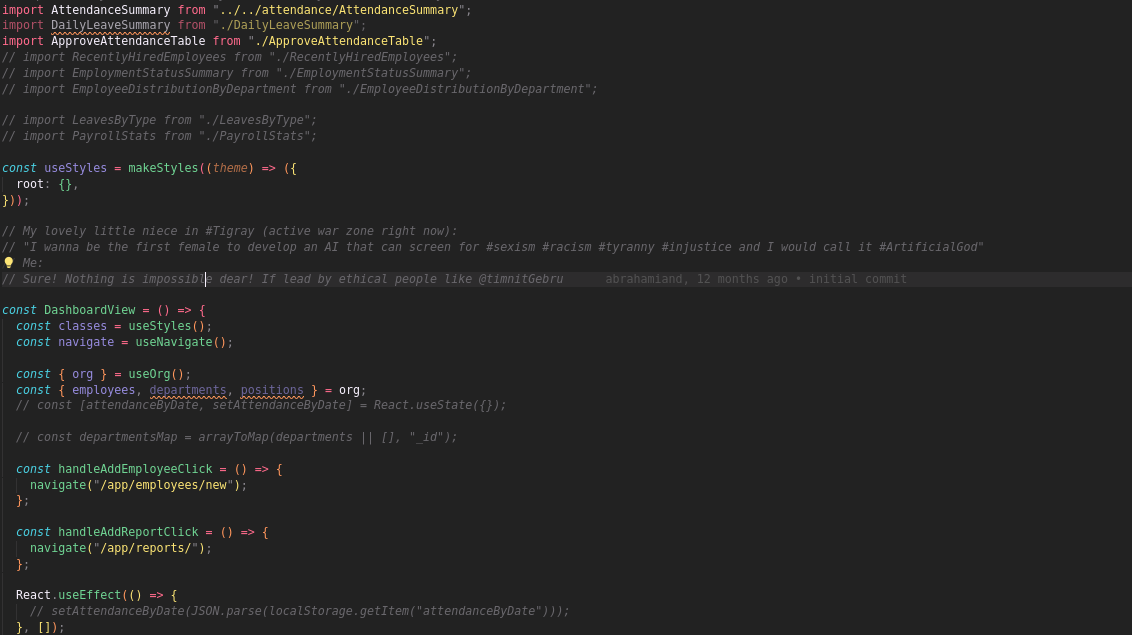 import AttendanceSummary from "../../attendance/AttendanceSummary";
import DailyLeaveSummary from "./DailyLeaveSummary";
import ApproveAttendanceTable from "./ApproveAttendanceTable";
// import RecentlyHiredEmployees from "./RecentlyHiredEmployees";
// import EmploymentStatusSummary from "./EmploymentStatusSummary";
// import EmployeeDistributionByDepartment from "./EmployeeDistributionByDepartment";
// import LeavesByType from "./LeavesByType";
// import PayrollStats from "./PayrollStats";
const useStyles = makeStyles((theme) => ({
root: {},
}));
// My lovely little niece in #Tigray (active war zone right now):
// "I wanna be the first female to develop an AI that can screen for #sexism #racism #tyranny #injustice and I would call it #ArtificialGod"
Me:
// Sure! Nothing is impossible dear! If lead by ethical people like @timnitGebru abrahamiand, 12 months ago • initial commit
const DashboardView = () => {
const classes = useStyles();
const navigate = useNavigate();
const { org } = useOrg();
const { employees, departments, positions } = org;
// const [attendanceByDate, setAttendanceByDate] = React.useState({});
// const departmentsMap = arrayToMap(departments || [], "_id");
const handleAddEmployeeClick = () => {
navigate("/app/employees/new");
};
const handleAddReportClick = () => {
navigate("/app/reports/");
};
React.useEffect(() => {
// setAttendanceByDate(JSON.parse(localStorage.getItem("attendanceByDate")));
}, []);